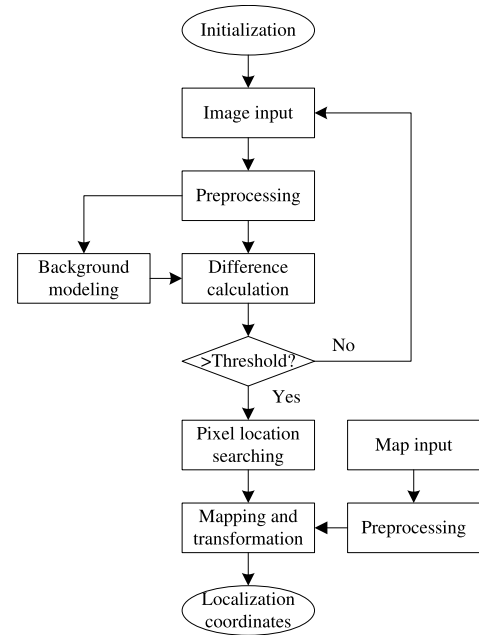 Initialization
Image input
Preprocessing
Background
modeling
Difference
calculation
>Threshold?
No
Yes
Pixel location
searching
Map input
Mapping and
transformation
Preprocessing
Localization
coordinates